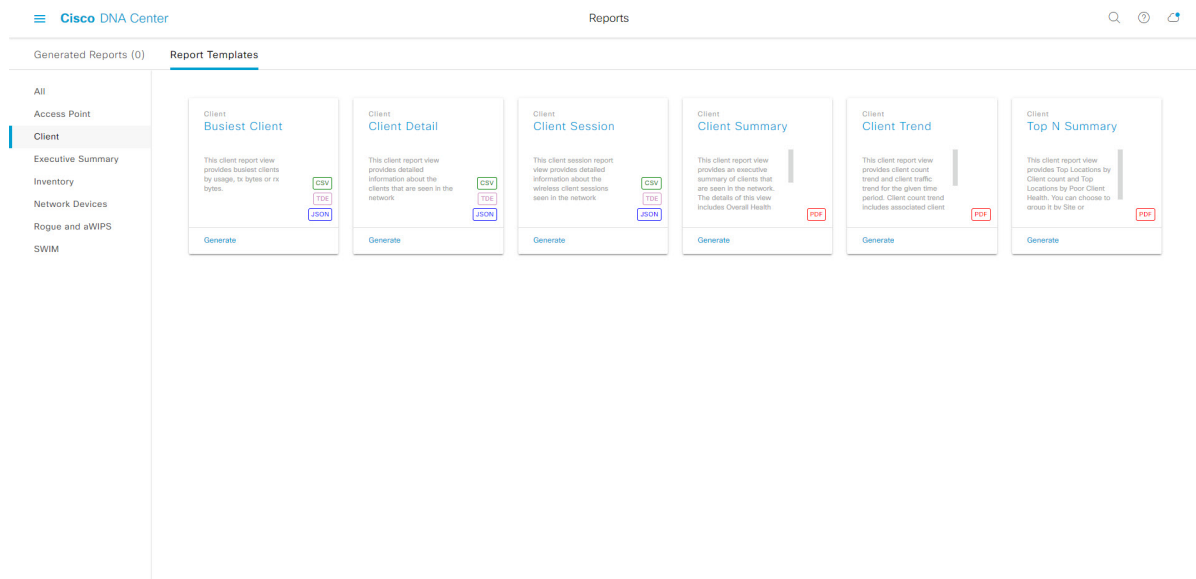 Cisco DNA Center
Reports
Generated Reports (0)
Report Templates
All
Access Point
Client
Executive Summary
Inventory
Network Devices
Rogue and aWIPS
SWIM
Client
Busiest Client
This client report view
provides busiest clients
by usage, tx bytes or rx
bytes.
CSV
TDE
JSON
Generate
Client
Client Detail
This client report view
provides detailed
information about the
clients that are seen in the
network
CSV
TDE
JSON
Generate
Client
Client Session
This client session report
view provides detailed
information about the
wireless client sessions
seen in the network
CSV
TDE
JSON
Generate
Client
Client Summary
This client report view
provides an executive
summary of clients that
are seen in the network.
The details of this view
includes Overall Health
PDF
Generate
Client
Client Trend
This client report view
provides client count
trend and client traffic
trend for the given time
period. Client count trend
includes associated client
PDF
Generate
Client
Top N Summary
This client report view
provides Top Locations by
Client count and Top
Locations by Poor Client
Health. You can choose to
group it by Site or
PDF
Generate